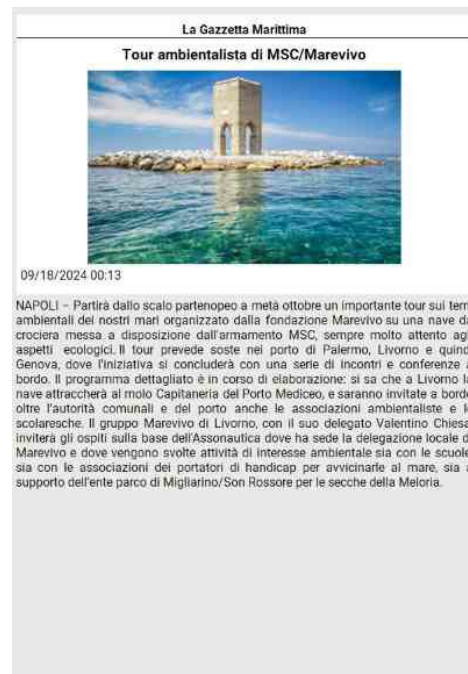 La Gazzetta Marittima
Tour ambientalista di MSC/Marevivo
09/18/2024 00:13
NAPOLI – Partirà dallo scalo partenopeo a metà ottobre un importante tour sui tem
ambientali dei nostri mari organizzato dalla fondazione Marevivo su una nave da
crociera messa a disposizione dall'armamento MSC, sempre molto attento agl
aspetti ecologici. Il tour prevede soste nei porto di Palermo, Livorno e quind
Genova, dove l'iniziativa si concluderà con una serie di incontri e conferenze a
bordo. Il programma dettagliato è in corso di elaborazione: si sa che a Livorno la
nave attraccherà al molo Capitaneria del Porto Mediceo, e saranno invitate a bordo
oltre l'autorità comunali e del porto anche le associazioni ambientaliste e le
scolaresche. Il gruppo Marevivo di Livorno, con il suo delegato Valentino Chiesa
inviterà gli ospiti sulla base dell'Assonautica dove ha sede la delegazione locale d
Marevivo e dove vengono svolte attività di interesse ambientale sia con le scuole
sia con le associazioni dei portatori di handicap per avvicinarle al mare, sia a
supporto dell'ente parco di Migliarino/Son Rossore per le secche della Meloria.